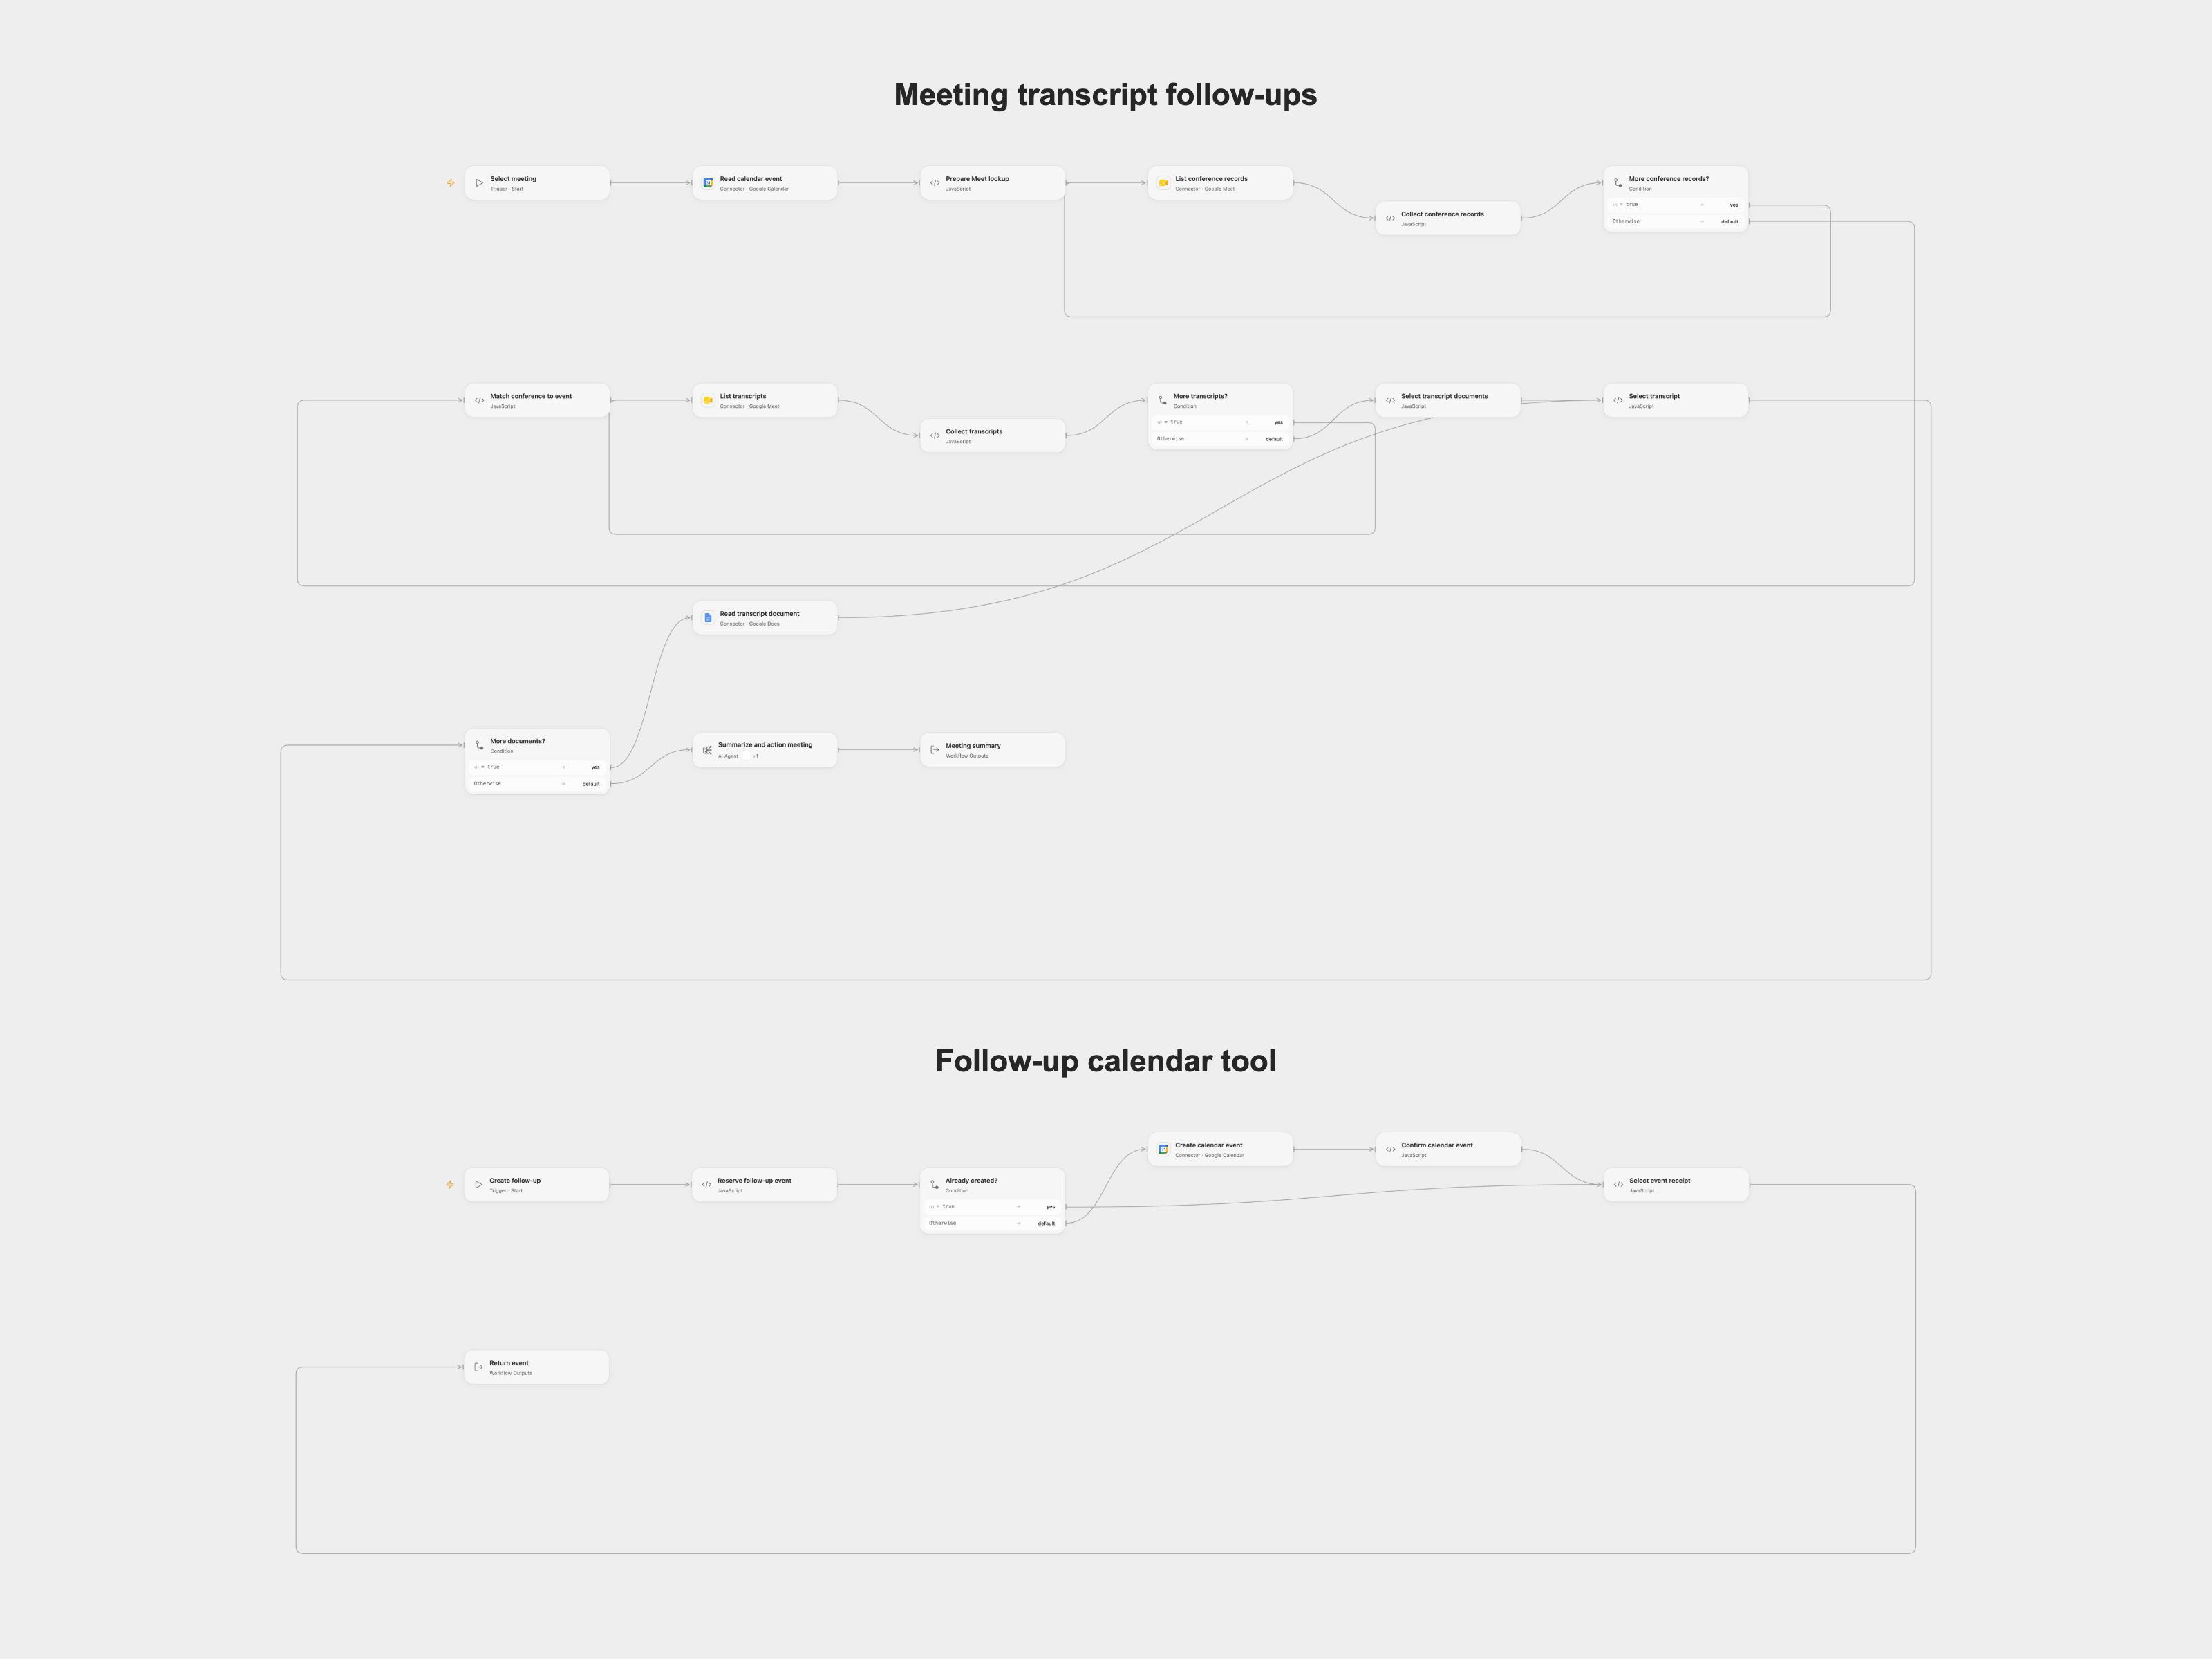 Meeting transcript follow-ups
Select meeting
Trigger · Start
Read calendar event
Connector · Google Calendar
Prepare Meet lookup
JavaScript
List conference records
Connector · Google Meet
Collect conference records
JavaScript
More conference records?
Condition
</> = true → yes
Otherwise → default
Match conference to event
JavaScript
List transcripts
Connector · Google Meet
Collect transcripts
JavaScript
More transcripts?
Condition
</> = true → yes
Otherwise → default
Select transcript documents
JavaScript
Select transcript
JavaScript
Read transcript document
Connector · Google Docs
More documents?
Condition
</> = true → yes
Otherwise → default
Summarize and action meeting
AI Agent +1
Meeting summary
Workflow Outputs
Follow-up calendar tool
Create follow-up
Trigger · Start
Reserve follow-up event
JavaScript
Already created?
Condition
</> = true → yes
Otherwise → default
Create calendar event
Connector · Google Calendar
Confirm calendar event
JavaScript
Select event receipt
JavaScript
Return event
Workflow Outputs